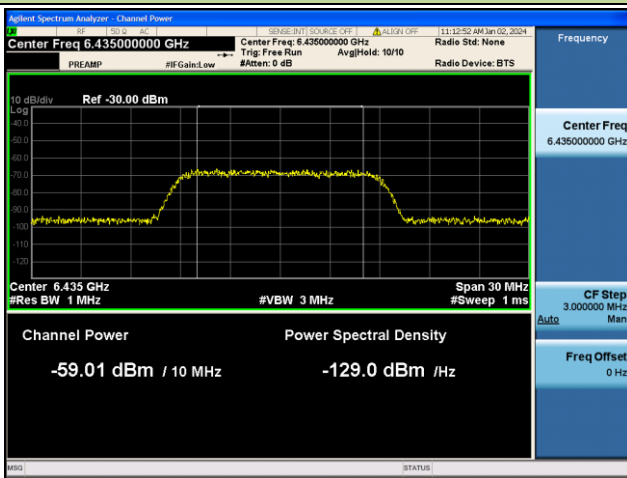 Agilent Spectrum Analyzer - Channel Power
RF 50 Ω AC SENSE:INT SOURCE OFF ALIGN OFF 11:12:52 AM Jan 02, 2024
Center Freq 6.435000000 GHz Center Freq: 6.435000000 GHz Radio Std: None
Trig: Free Run Avg|Hold: 10/10
PREAMP #IFGain:Low #Atten: 0 dB Radio Device: BTS
Frequency
10 dB/div Ref -30.00 dBm
Log
-40.0
-50.0
-60.0
-70.0
-80.0
-90.0
-100
-110
-120
Center Freq
6.435000000 GHz
Center 6.435 GHz Span 30 MHz
#Res BW 1 MHz #VBW 3 MHz #Sweep 1 ms
CF Step
3.000000 MHz
Auto Man
Channel Power Power Spectral Density
-59.01 dBm / 10 MHz -129.0 dBm /Hz
Freq Offset
0 Hz
MSG STATUS